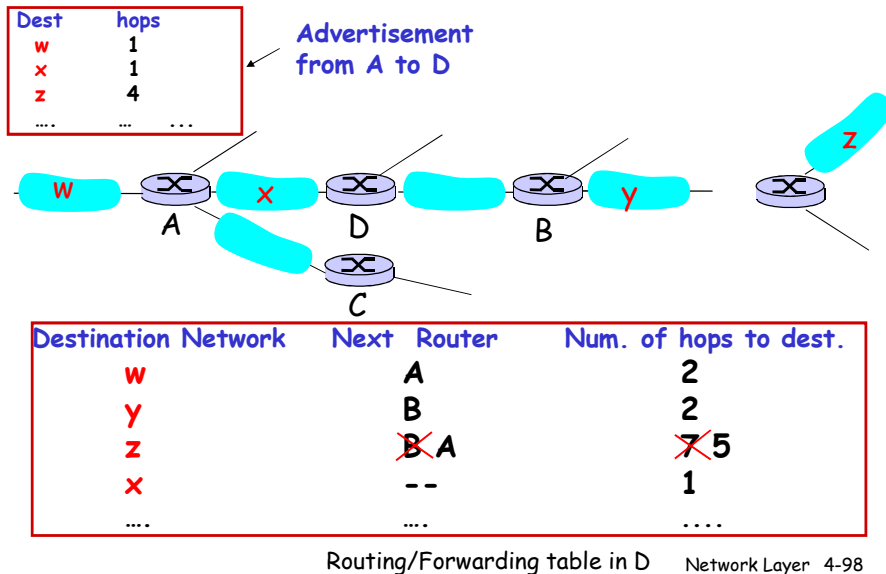 Dest hops
w 1
x 1
z 4
.... ... ...
Advertisement
from A to D
z
w
x
y
A
D
B
C
Destination Network Next Router Num. of hops to dest.
w A 2
y B 2
z B A 7 5
x -- 1
.... .... ....
Routing/Forwarding table in D
Network Layer 4-98